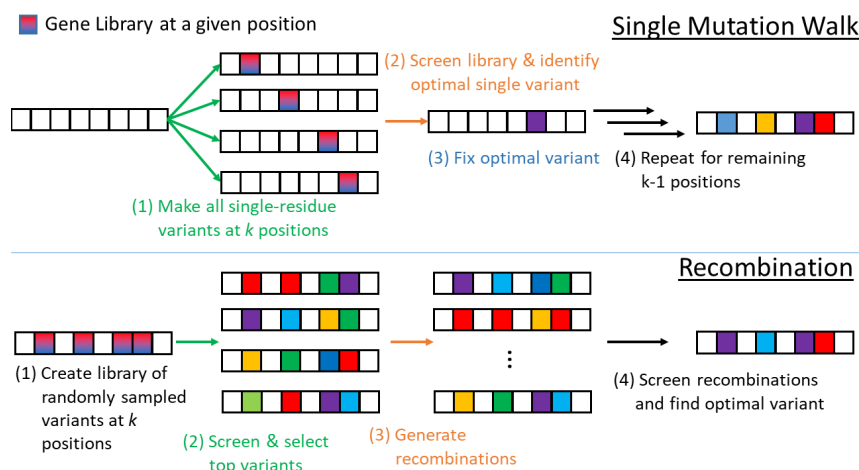 Gene Library at a given position
Single Mutation Walk
(2) Screen library & identify
optimal single variant
(3) Fix optimal variant
(4) Repeat for remaining
k-1 positions
(1) Make all single-residue
variants at k positions
Recombination
(1) Create library of
randomly sampled
variants at k
positions
(2) Screen & select
top variants
(3) Generate
recombinations
⋮
(4) Screen recombinations
and find optimal variant